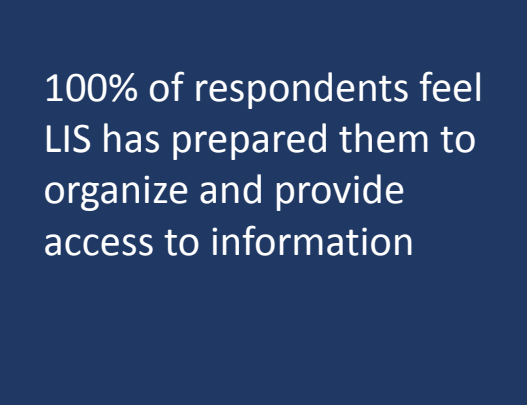 100% of respondents feel
LIS has prepared them to
organize and provide
access to information